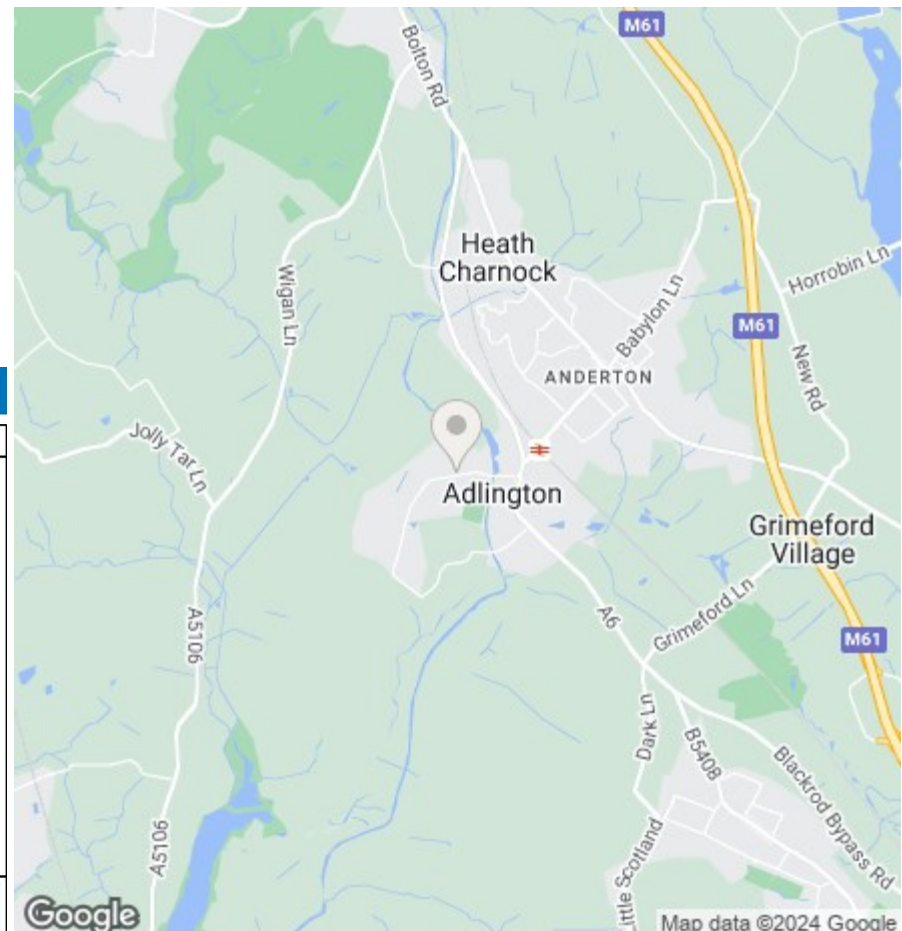 M61
Bolton Rd
Heath
Charnock
Wigan Ln
Babylon Ln
Horrobin Ln
M61
New Rd
ANDERTON
Jolly Tar Ln
Adlington
Grimeford
Village
A5106
A6
Grimeford Ln
M61
Dark Ln
B5408
Blackrod Bypass Rd
A5106
Little Scotland
Google
Map data ©2024 Google